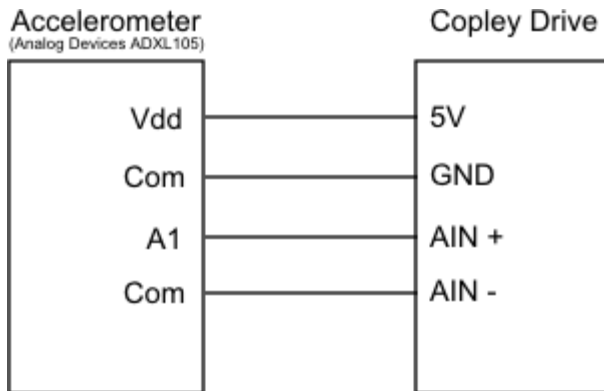 Accelerometer
(Analog Devices ADXL105)
Copley Drive
Vdd
5V
Com
GND
A1
AIN +
Com
AIN -